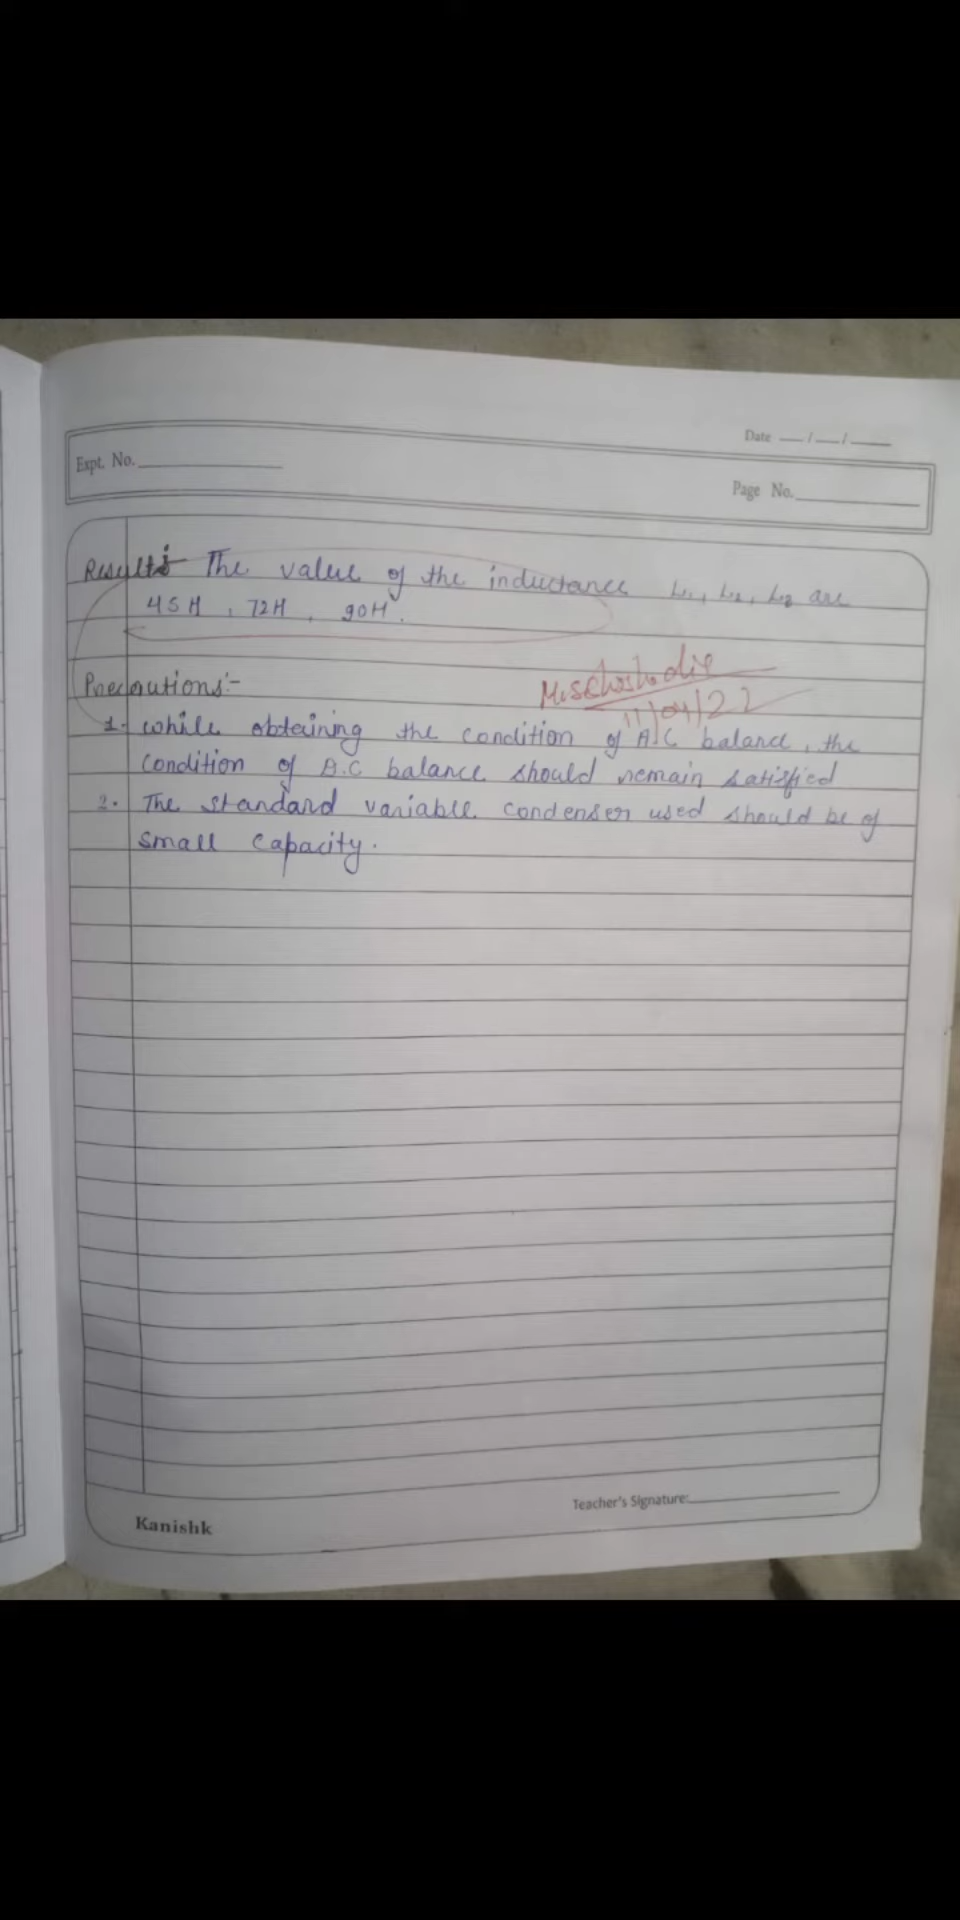 Date __/__/__
Expt. No.
Page No.
Result:- The value of the inductance L1, L2, L3 are
45H, 72H, 90H.
Precautions:-
11/04/22
1. While obtaining the condition of A.C balance, the
condition of A.C balance should remain satisfied
2. The standard variable condenser used should be of
small capacity.
Teacher's Signature:
Kanishk